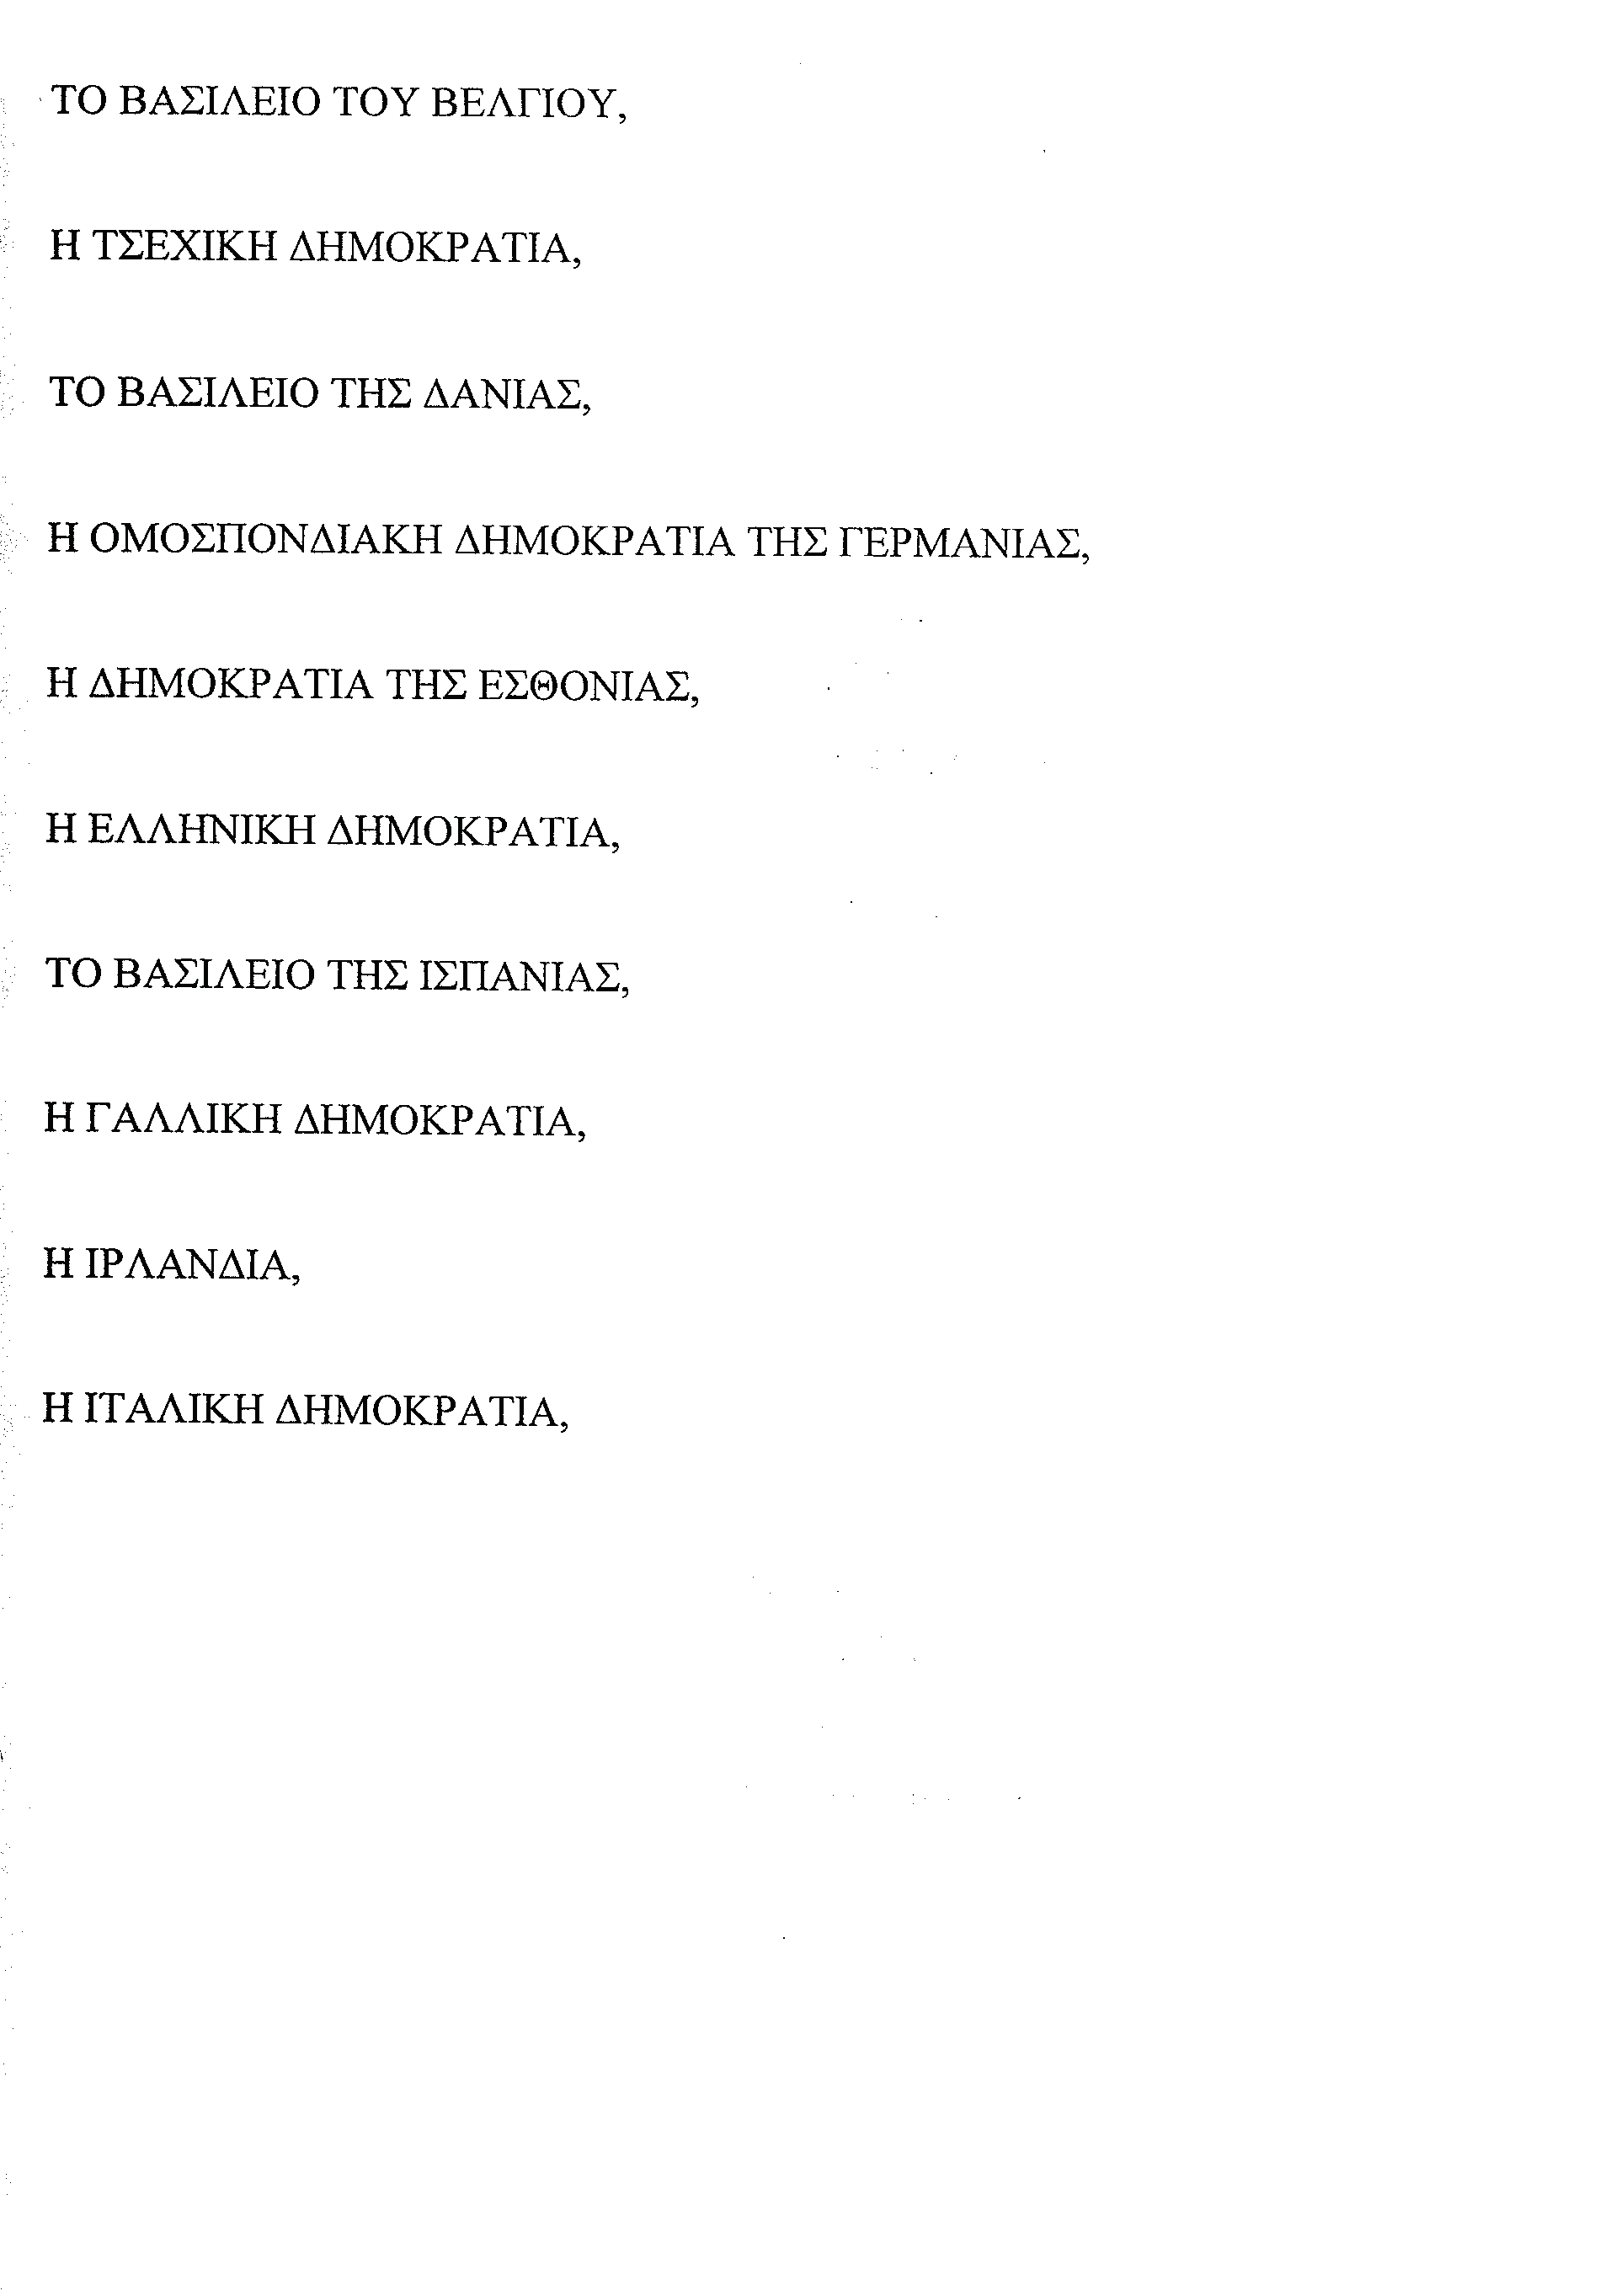 ΤΟ ΒΑΣΙΛΕΙΟ ΤΟΥ ΒΕΛΓΙΟΥ,
Η ΤΣΕΧΙΚΗ ΔΗΜΟΚΡΑΤΙΑ,
ΤΟ ΒΑΣΙΛΕΙΟ ΤΗΣ ΔΑΝΙΑΣ,
Η ΟΜΟΣΠΟΝΔΙΑΚΗ ΔΗΜΟΚΡΑΤΙΑ ΤΗΣ ΓΕΡΜΑΝΙΑΣ,
Η ΔΗΜΟΚΡΑΤΙΑ ΤΗΣ ΕΣΘΟΝΙΑΣ,
Η ΕΛΛΗΝΙΚΗ ΔΗΜΟΚΡΑΤΙΑ,
ΤΟ ΒΑΣΙΛΕΙΟ ΤΗΣ ΙΣΠΑΝΙΑΣ,
Η ΓΑΛΛΙΚΗ ΔΗΜΟΚΡΑΤΙΑ,
Η ΙΡΛΑΝΔΙΑ,
Η ΙΤΑΛΙΚΗ ΔΗΜΟΚΡΑΤΙΑ,